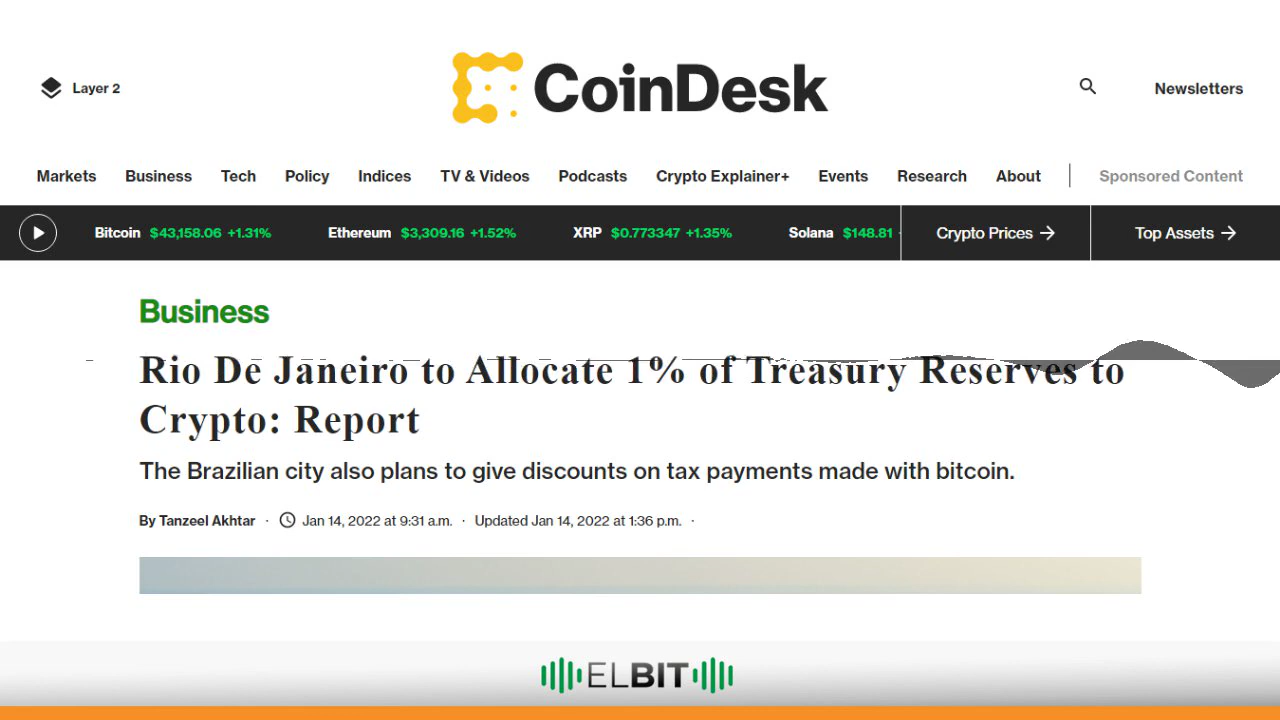 Layer 2
CoinDesk
Newsletters
Markets Business Tech Policy Indices TV & Videos Podcasts Crypto Explainer+ Events Research About Sponsored Content
Bitcoin $43,158.06 +1.31% Ethereum $3,309.16 +1.52% XRP $0.773347 +1.35% Solana $148.81 Crypto Prices → Top Assets →
Business
Rio De Janeiro to Allocate 1% of Treasury Reserves to
Crypto: Report
The Brazilian city also plans to give discounts on tax payments made with bitcoin.
By Tanzeel Akhtar · Jan 14, 2022 at 9:31 a.m. · Updated Jan 14, 2022 at 1:36 p.m. ·
ELBIT